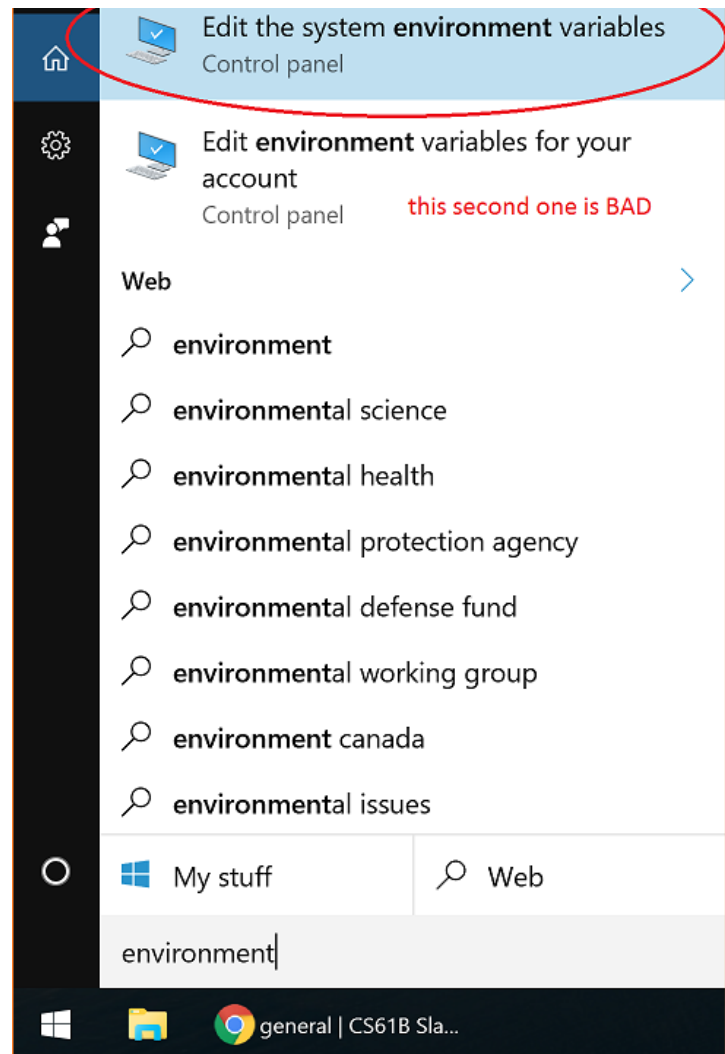 Edit the system environment variables
Control panel
Edit environment variables for your
account
Control panel
this second one is BAD
Web
environment
environmental science
environmental health
environmental protection agency
environmental defense fund
environmental working group
environment canada
environmental issues
My stuff
Web
environment
general | CS61B Sla...